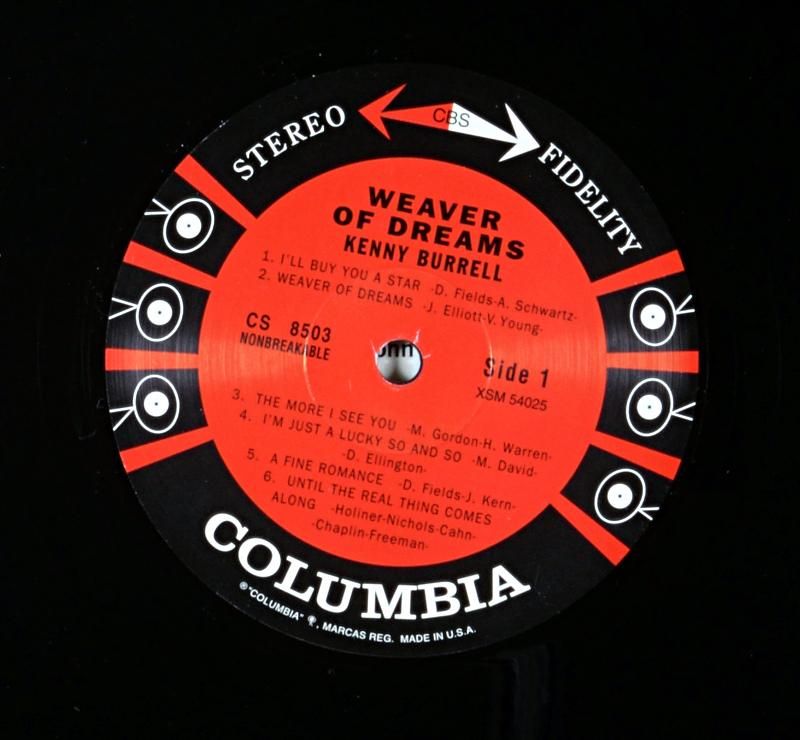 STEREO CBS FIDELITY
WEAVER
OF DREAMS
KENNY BURRELL
1. I'LL BUY YOU A STAR -D. Fields-A. Schwartz-
2. WEAVER OF DREAMS -J. Elliott-V. Young-
CS 8503
NONBREAKABLE
Side 1
XSM 54025
3. THE MORE I SEE YOU -M. Gordon-H. Warren-
4. I'M JUST A LUCKY SO AND SO -M. David-
-D. Ellington-
5. A FINE ROMANCE -D. Fields-J. Kern-
6. UNTIL THE REAL THING COMES
ALONG -Holiner-Nichols-Cahn-
-Chaplin-Freeman-
COLUMBIA
℗"COLUMBIA", MARCAS REG. MADE IN U.S.A.